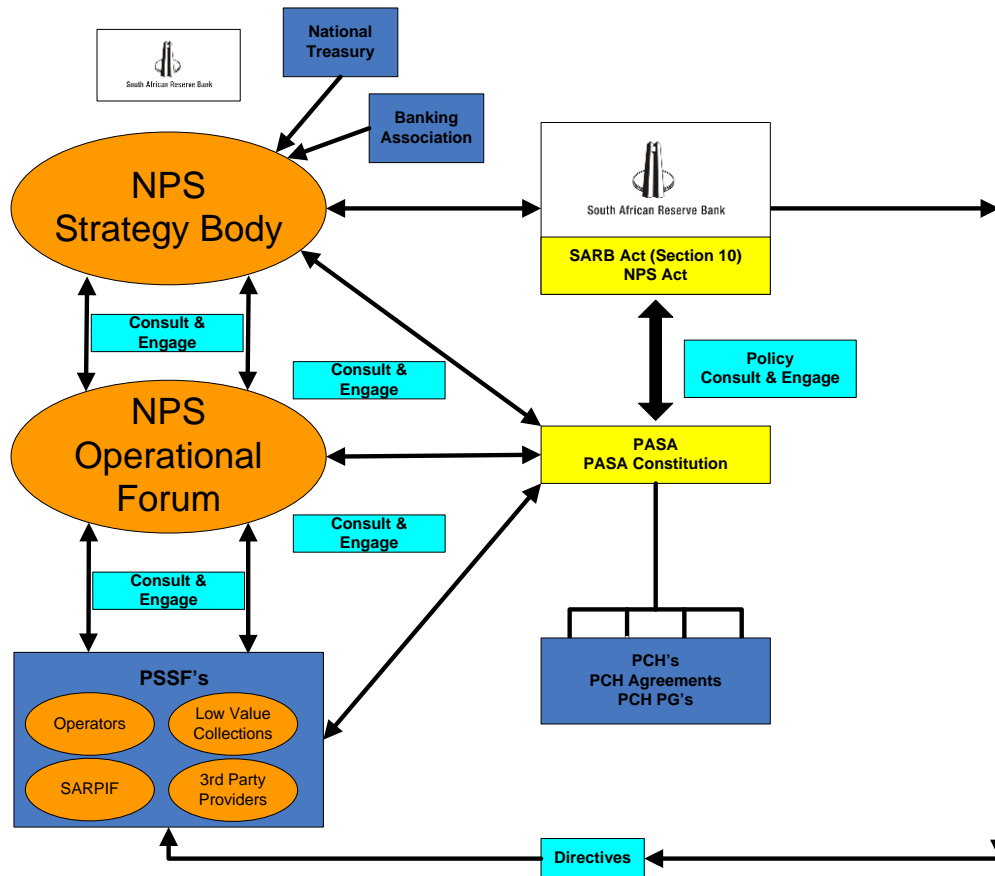 South African Reserve Bank
National
Treasury
Banking
Association
NPS
Strategy Body
South African Reserve Bank
SARB Act (Section 10)
NPS Act
Consult &
Engage
Policy
Consult & Engage
Consult &
Engage
NPS
Operational
Forum
PASA
PASA Constitution
Consult &
Engage
Consult &
Engage
PSSF's
Operators
Low Value
Collections
SARPIF
3rd Party
Providers
PCH's
PCH Agreements
PCH PG's
Directives